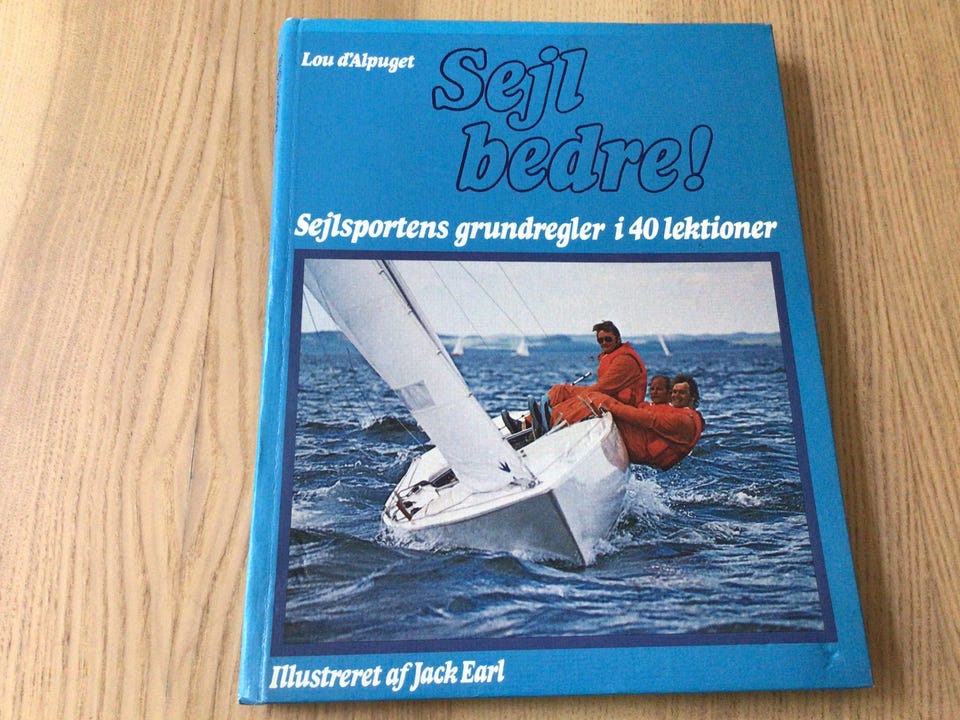 Lou d'Alpuget
Sejl
bedre!
Sejlsportens grundregler i 40 lektioner
Illustreret af Jack Earl